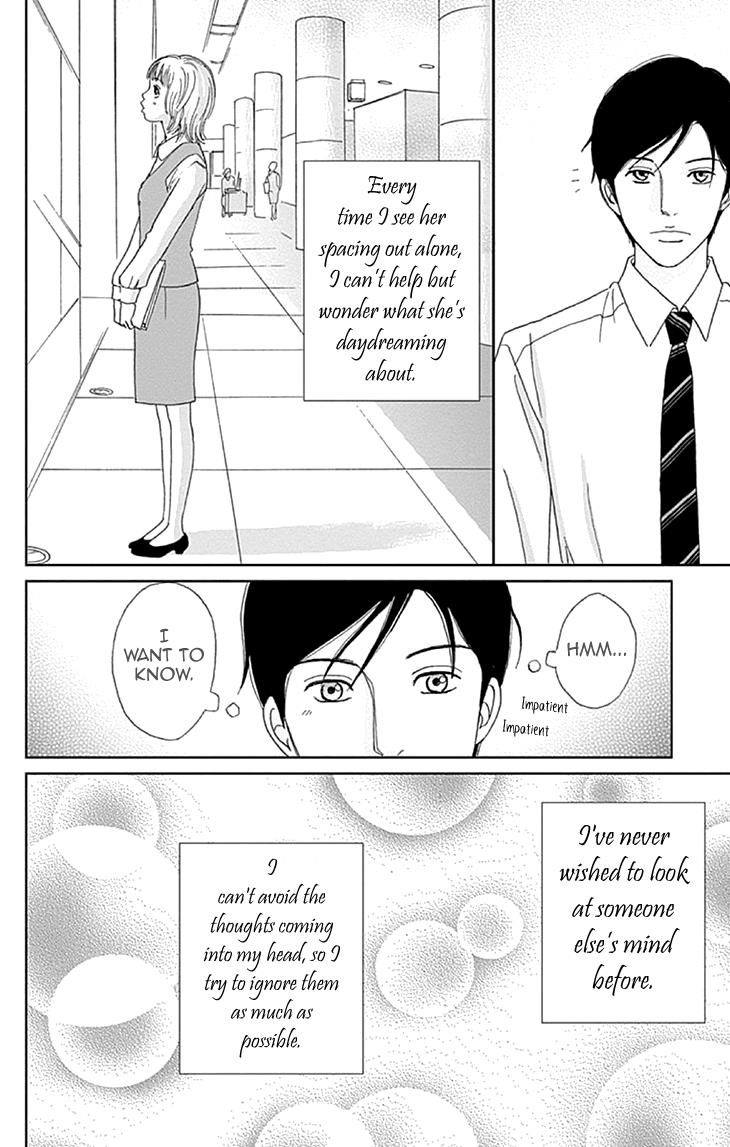 Every
time I see her
spacing out alone,
I can't help but
wonder what she's
daydreaming
about.
HMM...
Impatient
Impatient
I
WANT TO
KNOW.
I've never
wished to look
at someone
else's mind
before.
I
can't avoid the
thoughts coming
into my head, so I
try to ignore them
as much as
possible.